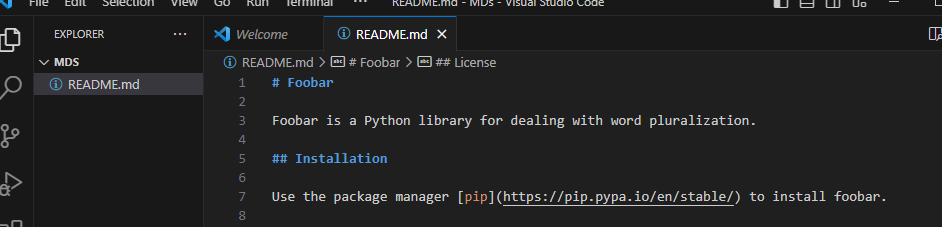 File Edit Selection View Go Run Terminal ... README.md - MDs - Visual Studio Code
EXPLORER ...
Welcome
README.md
MDS
README.md
README.md > # Foobar > ## License
1 # Foobar
2
3 Foobar is a Python library for dealing with word pluralization.
4
5 ## Installation
6
7 Use the package manager [pip](https://pip.pypa.io/en/stable/) to install foobar.
8